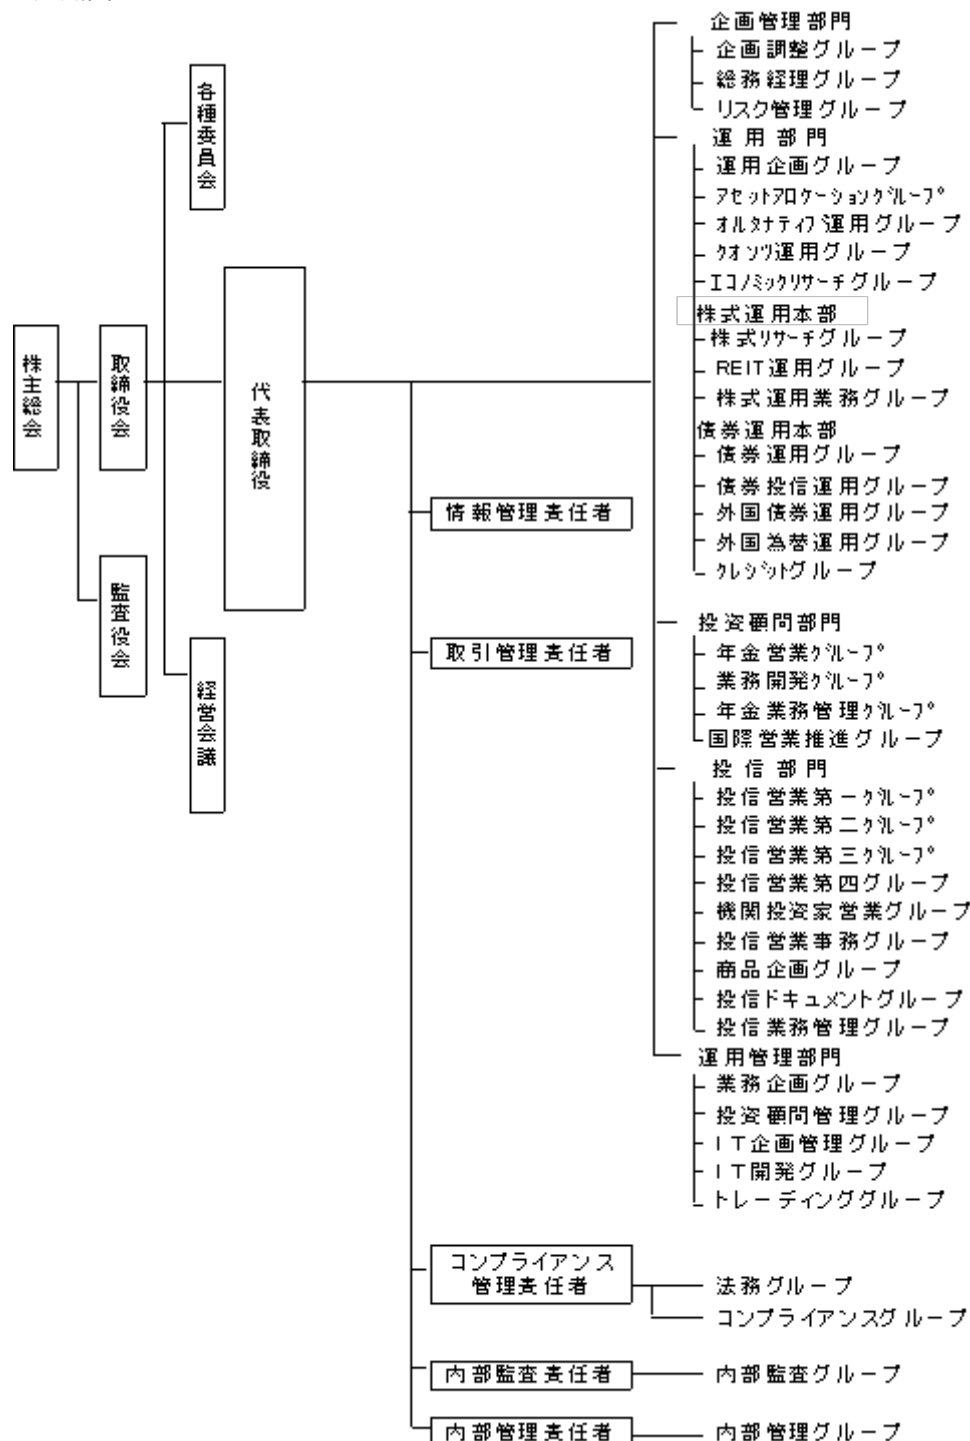 株主総会
取締役会
監査役会
各種委員会
代表取締役
経営会議
情報管理責任者
取引管理責任者
コンプライアンス
管理責任者
内部監査責任者
内部管理責任者
企画管理部門
企画調整グループ
総務経理グループ
リスク管理グループ
運用部門
運用企画グループ
アセットアロケーショングループ
オルタナティブ運用グループ
クオンツ運用グループ
エコノミックリサーチグループ
株式運用本部
株式リサーチグループ
REIT運用グループ
株式運用業務グループ
債券運用本部
債券運用グループ
債券投信運用グループ
外国債券運用グループ
外国為替運用グループ
クレジットグループ
投資顧問部門
年金営業グループ
業務開発グループ
年金業務管理グループ
国際営業推進グループ
投信部門
投信営業第一グループ
投信営業第二グループ
投信営業第三グループ
投信営業第四グループ
機関投資家営業グループ
投信営業事務グループ
商品企画グループ
投信ドキュメントグループ
投信業務管理グループ
運用管理部門
業務企画グループ
投資顧問管理グループ
IT企画管理グループ
IT開発グループ
トレーディンググループ
法務グループ
コンプライアンスグループ
内部監査グループ
内部管理グループ